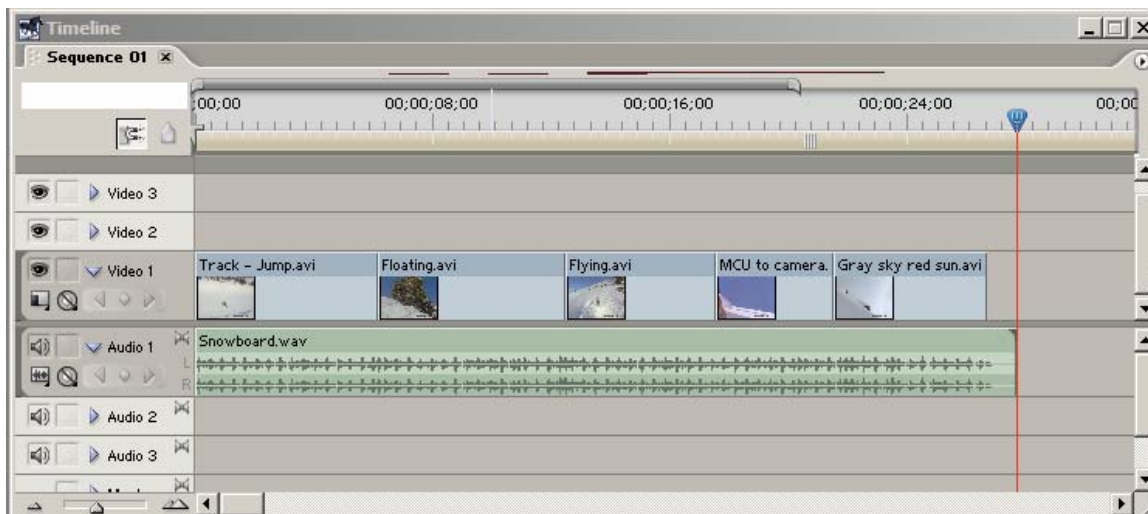 Timeline
Sequence 01
;00;00 00;00;08;00 00;00;16;00 00;00;24;00 00;00
Video 3
Video 2
Video 1
Track - Jump.avi Floating.avi Flying.avi MCU to camera. Gray sky red sun.avi
Audio 1
Snowboard.wav
L
R
Audio 2
Audio 3